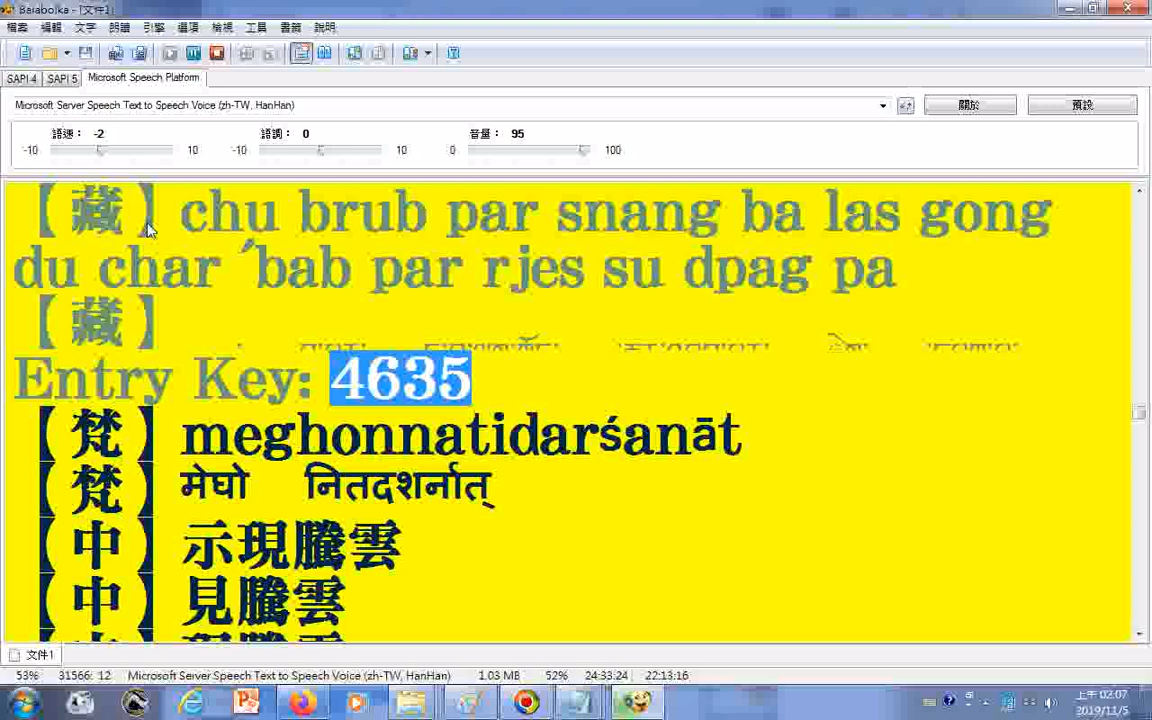 Balabolka - [文件1]
檔案 編輯 文字 朗讀 引擎 選項 檢視 工具 書籤 說明
SAPI 4 SAPI 5 Microsoft Speech Platform
Microsoft Server Speech Text to Speech Voice (zh-TW, HanHan) 關於 預設
語速： -2 語調： 0 音量： 95
-10 10 -10 10 0 100
【藏】chu brub par snang ba las gong
du char ´bab par rjes su dpag pa
【藏】
Entry Key: 4635
【梵】meghonnatidarśanāt
【梵】मेघो नितदशर्नात्
【中】示現騰雲
【中】見騰雲
文件1
53% 31566: 12 Microsoft Server Speech Text to Speech Voice (zh-TW, HanHan) 1.03 MB 52% 24:33:24 22:13:16
上午 02:07
2019/11/5